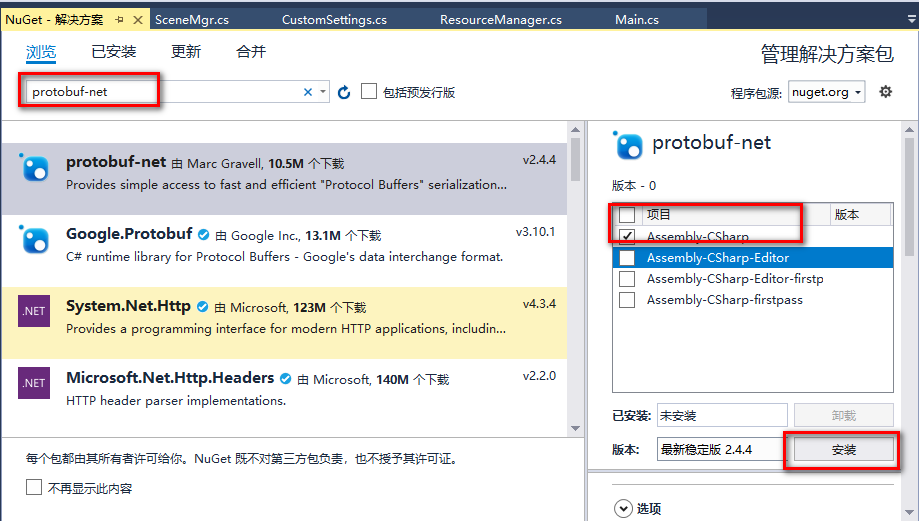 NuGet - 解决方案 SceneMgr.cs CustomSettings.cs ResourceManager.cs Main.cs
浏览 已安装 更新 合并 管理解决方案包
protobuf-net 包括预发行版 程序包源: nuget.org
protobuf-net 由 Marc Gravell, 10.5M 个下载 v2.4.4
Provides simple access to fast and efficient "Protocol Buffers" serialization...
Google.Protobuf 由 Google Inc., 13.1M 个下载 v3.10.1
C# runtime library for Protocol Buffers - Google's data interchange format.
.NET System.Net.Http 由 Microsoft, 123M 个下载 v4.3.4
Provides a programming interface for modern HTTP applications, includin...
.NET Microsoft.Net.Http.Headers 由 Microsoft, 140M 个下载 v2.2.0
HTTP header parser implementations.
每个包都由其所有者许可给你。NuGet 既不对第三方包负责，也不授予其许可证。
不再显示此内容
protobuf-net
版本 - 0
项目 版本
Assembly-CSharp
Assembly-CSharp-Editor
Assembly-CSharp-Editor-firstp
Assembly-CSharp-firstpass
已安装: 未安装 卸载
版本: 最新稳定版 2.4.4 安装
选项